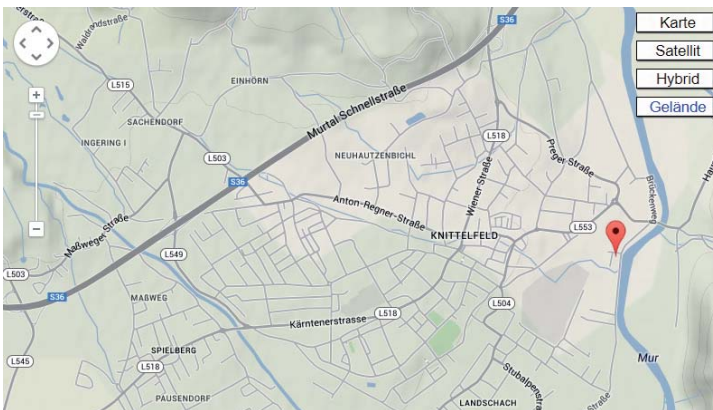 Karte
Satellit
Hybrid
Gelände
S36
Waldrandstraße
L515
EINHÖRN
Murtal Schnellstraße
SACHENDORF
L518
INGERING I
L503
NEUHAUTZENBICHL
Preger Straße
S36
Brückenweg
Wiener Straße
Anton-Regner-Straße
Maßweger Straße
KNITTELFELD
L553
L549
L503
S36
MAßWEG
L504
L518
Kärntenerstrasse
SPIELBERG
L545
L518
Mur
PAUSENDORF
LANDSCHACH
straße